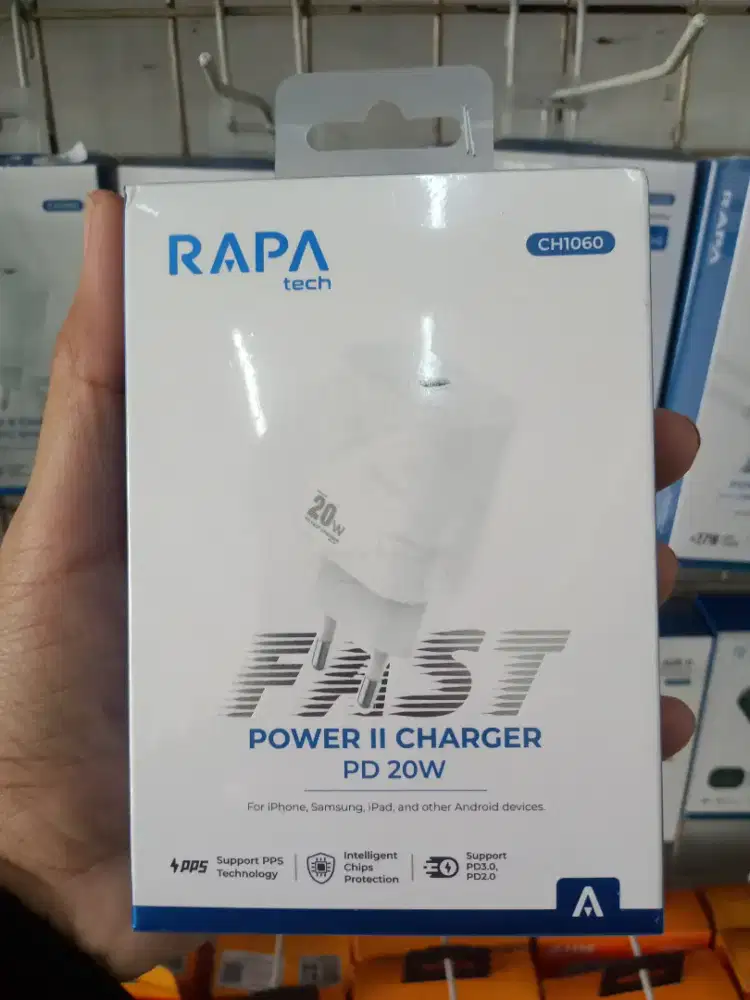 RAPA
tech
CH1060
20W
FAST
POWER II CHARGER
PD 20W
For iPhone, Samsung, iPad, and other Android devices.
PPS
Support PPS
Technology
Intelligent
Chips
Protection
Support
PD3.0,
PD2.0
RAPA